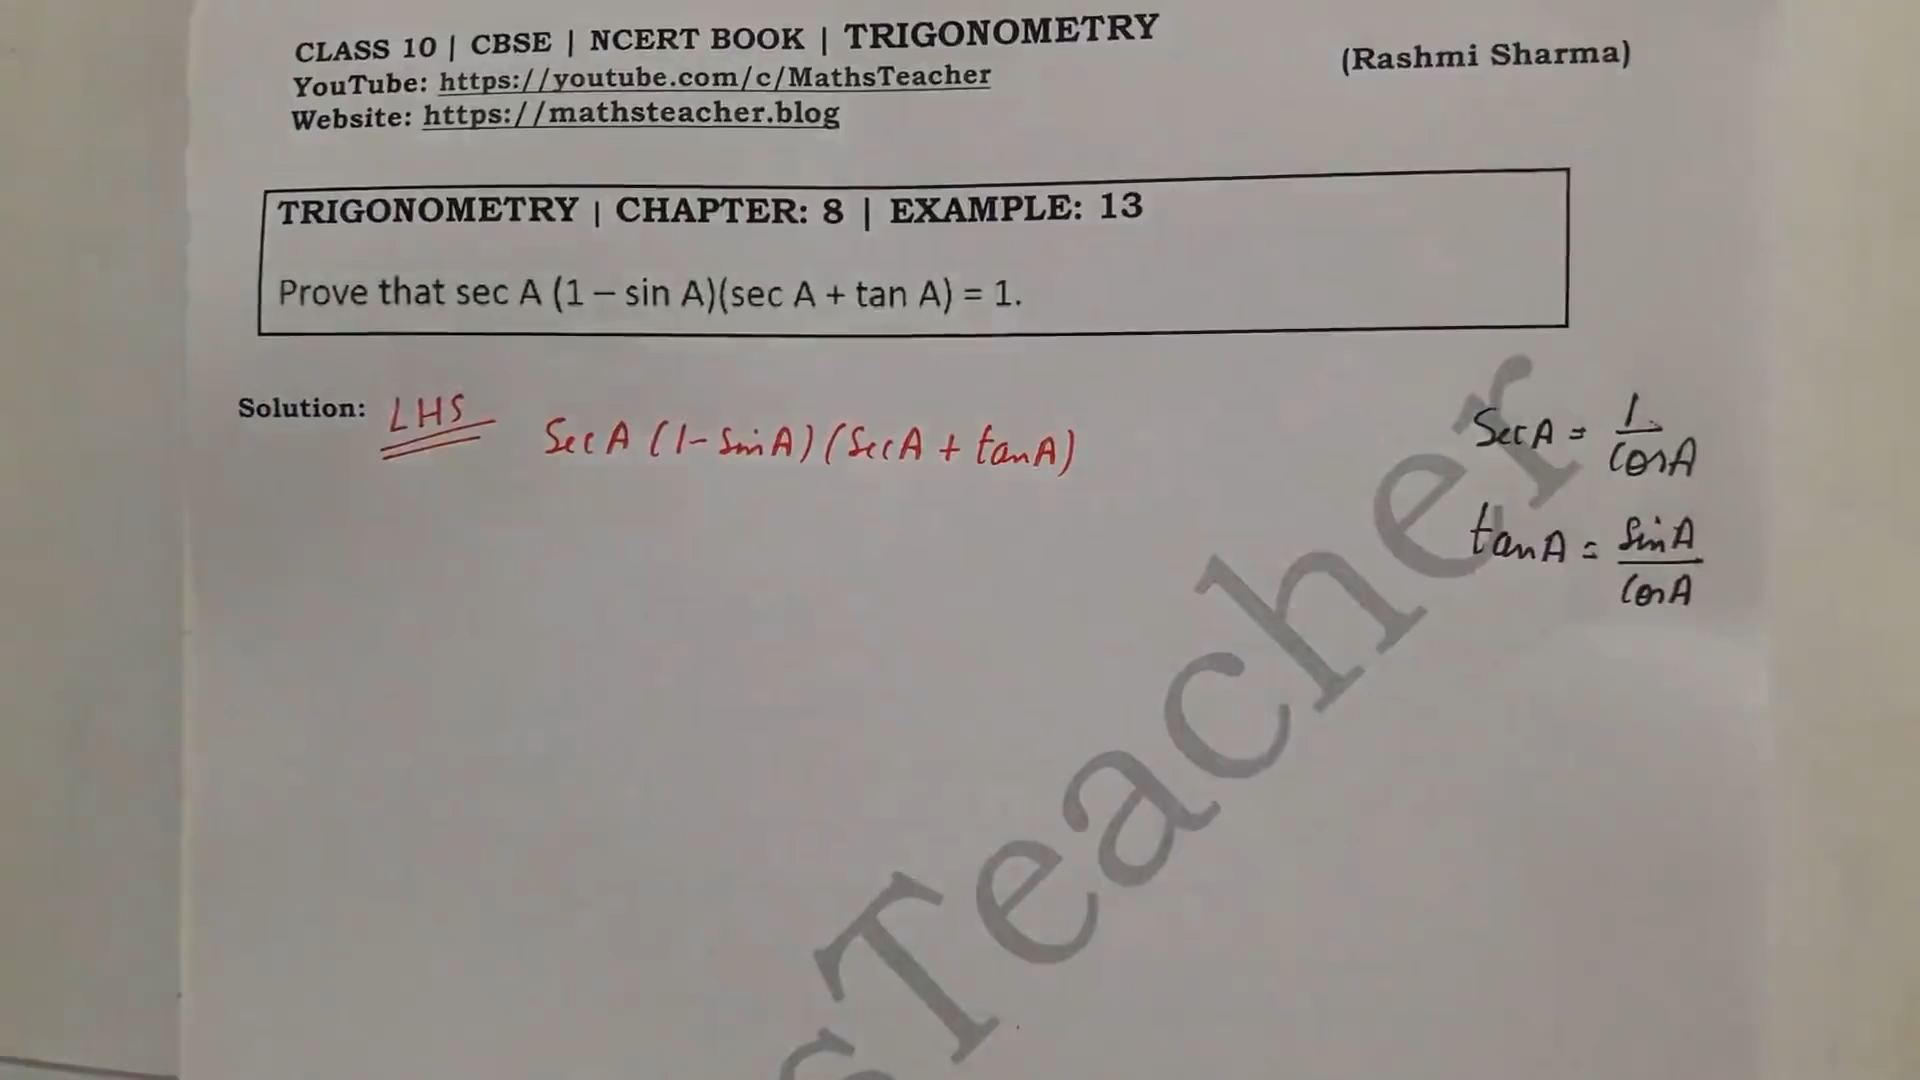 CLASS 10 | CBSE | NCERT BOOK | TRIGONOMETRY
(Rashmi Sharma)
YouTube: https://youtube.com/c/MathsTeacher
Website: https://mathsteacher.blog
TRIGONOMETRY | CHAPTER: 8 | EXAMPLE: 13
Prove that sec A (1 – sin A)(sec A + tan A) = 1.
Solution: LHS
Sec A (1 - Sin A) (Sec A + tan A)
Sec A = 1/Cos A
tan A = Sin A/Cos A
sTeacher